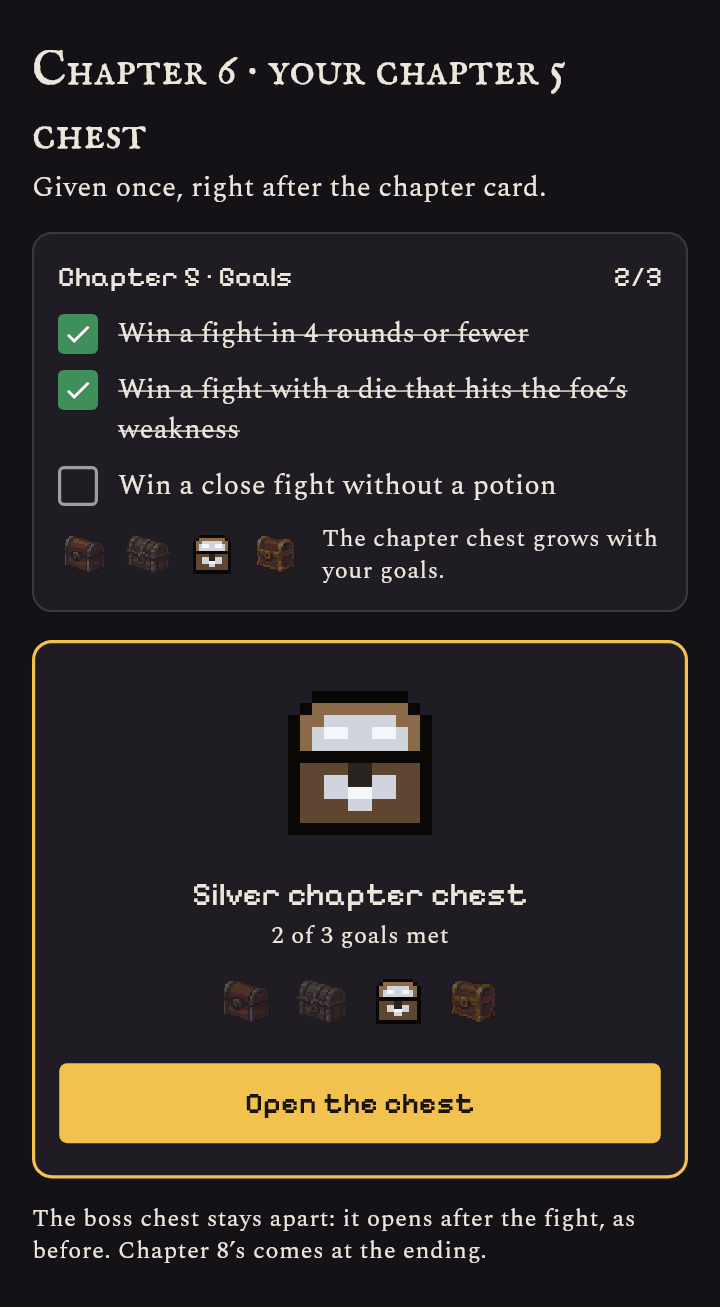 Chapter 6 · your chapter 5
chest
Given once, right after the chapter card.
Chapter 5 · Goals
2/3
Win a fight in 4 rounds or fewer
Win a fight with a die that hits the foe’s
weakness
Win a close fight without a potion
The chapter chest grows with
your goals.
Silver chapter chest
2 of 3 goals met
Open the chest
The boss chest stays apart: it opens after the fight, as
before. Chapter 8’s comes at the ending.